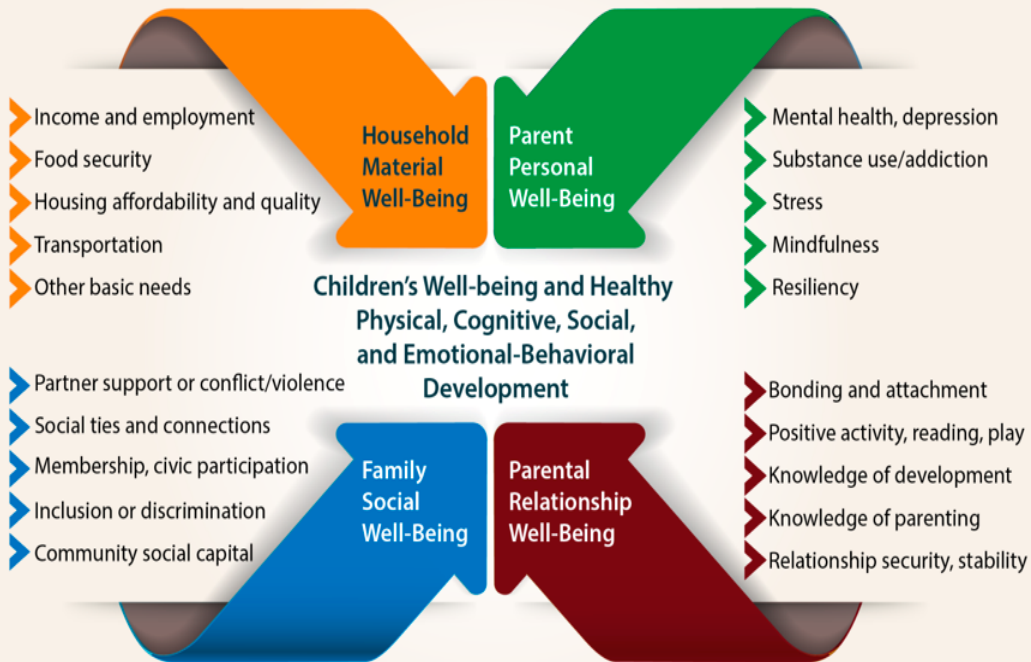 Income and employment
Food security
Housing affordability and quality
Transportation
Other basic needs
Household
Material
Well-Being
Parent
Personal
Well-Being
Mental health, depression
Substance use/addiction
Stress
Mindfulness
Resiliency
Children's Well-being and Healthy
Physical, Cognitive, Social,
and Emotional-Behavioral
Development
Partner support or conflict/violence
Social ties and connections
Membership, civic participation
Inclusion or discrimination
Community social capital
Family
Social
Well-Being
Parental
Relationship
Well-Being
Bonding and attachment
Positive activity, reading, play
Knowledge of development
Knowledge of parenting
Relationship security, stability